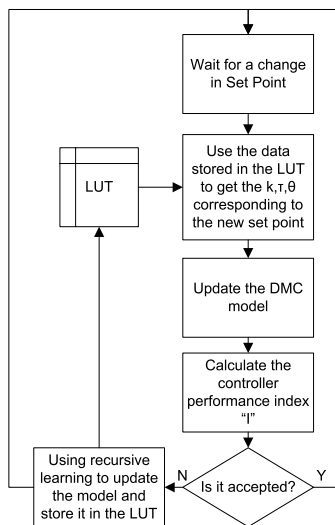 Wait for a change
in Set Point
LUT
Use the data
stored in the LUT
to get the k,τ,θ
corresponding to
the new set point
Update the DMC
model
Calculate the
controller
performance index
"I"
Is it accepted?
N
Y
Using recursive
learning to update
the model and
store it in the LUT